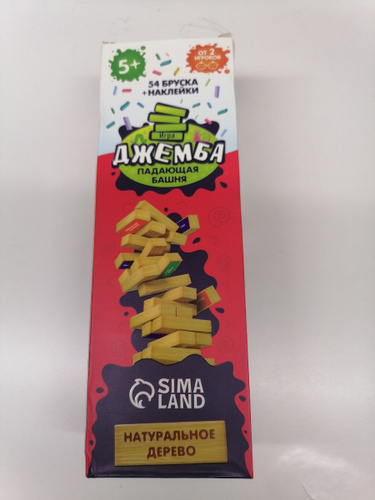 5+
ОТ 2
ИГРОКОВ
54 БРУСКА
+НАКЛЕЙКИ
Игра
ДЖЕМБА
ПАДАЮЩАЯ
БАШНЯ
SIMA
LAND
НАТУРАЛЬНОЕ
ДЕРЕВО